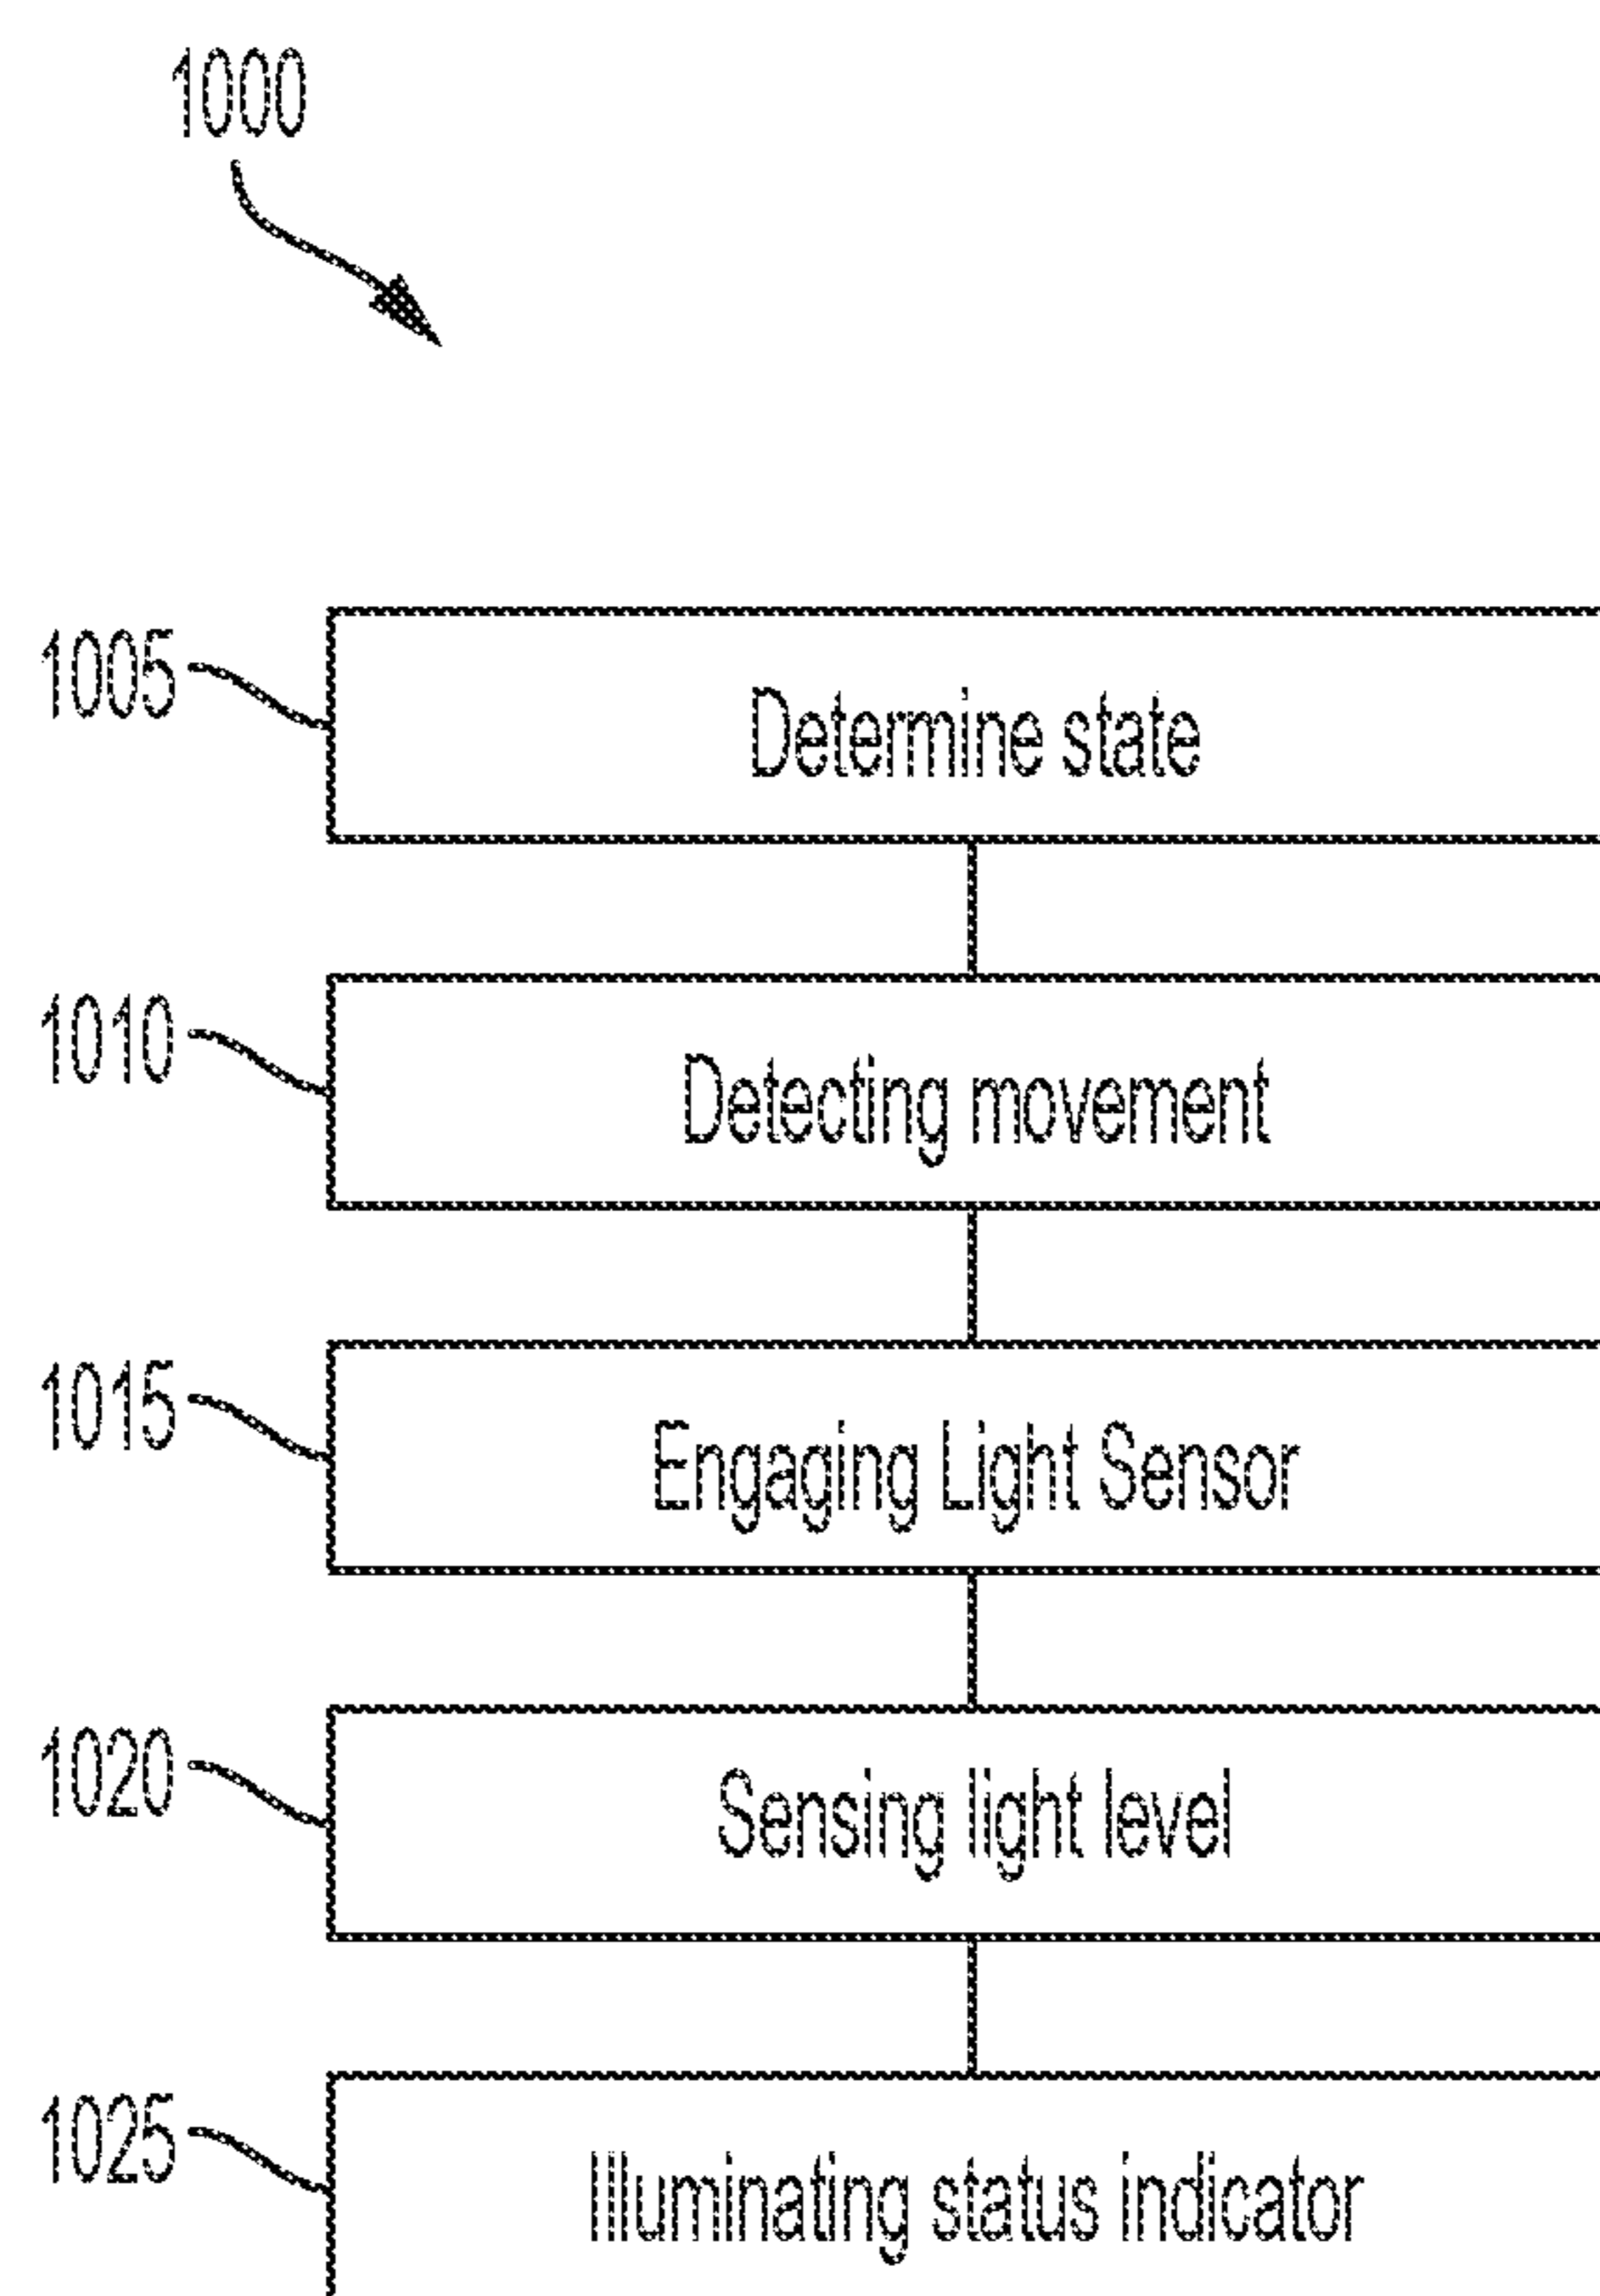 1000
1005
Determine state
1010
Detecting movement
1015
Engaging Light Sensor
1020
Sensing light level
1025
Illuminating status indicator